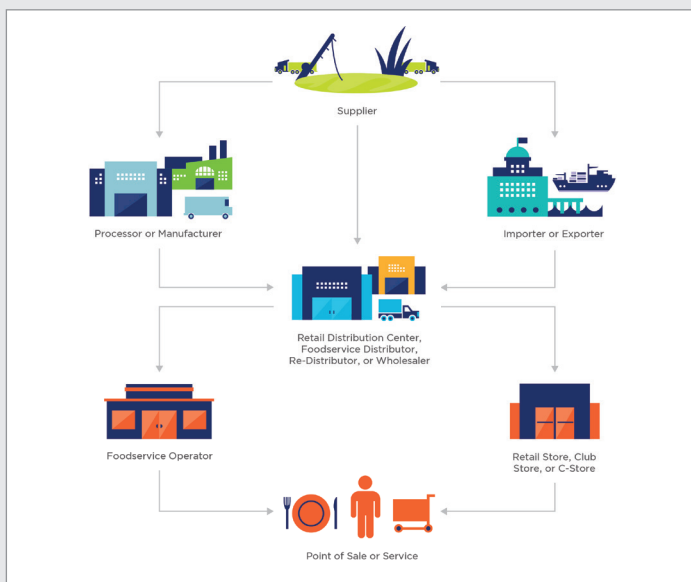 Supplier
Processor or Manufacturer
Importer or Exporter
Retail Distribution Center,
Foodservice Distributor,
Re-Distributor, or Wholesaler
Foodservice Operator
Retail Store, Club
Store, or C-Store
Point of Sale or Service